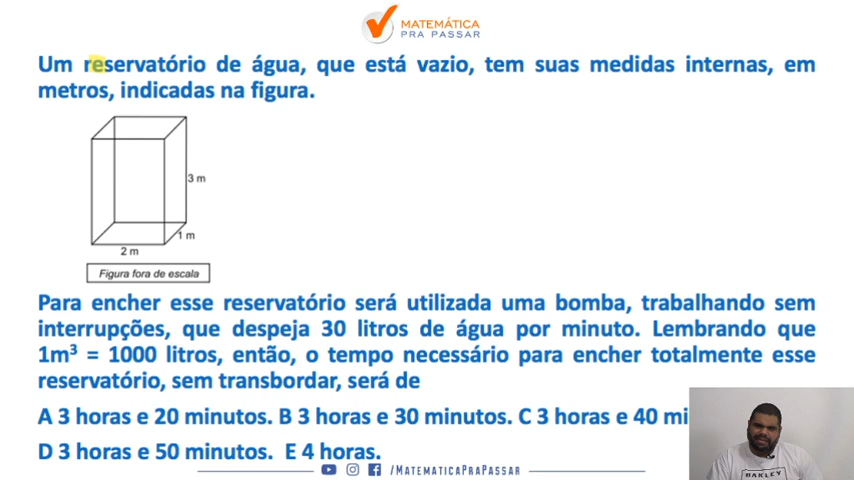 MATEMÁTICA
PRA PASSAR
Um reservatório de água, que está vazio, tem suas medidas internas, em
metros, indicadas na figura.
3 m
1 m
2 m
Figura fora de escala
Para encher esse reservatório será utilizada uma bomba, trabalhando sem
interrupções, que despeja 30 litros de água por minuto. Lembrando que
1m³ = 1000 litros, então, o tempo necessário para encher totalmente esse
reservatório, sem transbordar, será de
A 3 horas e 20 minutos. B 3 horas e 30 minutos. C 3 horas e 40 mi
D 3 horas e 50 minutos. E 4 horas.
/MATEMATICAPRAPASSAR
OAKLEY